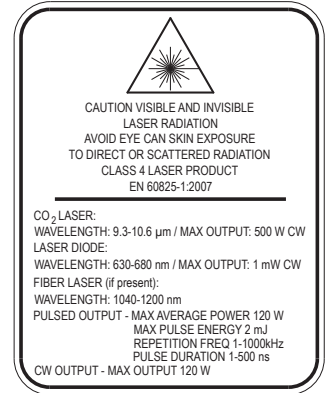 CAUTION VISIBLE AND INVISIBLE
LASER RADIATION
AVOID EYE CAN SKIN EXPOSURE
TO DIRECT OR SCATTERED RADIATION
CLASS 4 LASER PRODUCT
EN 60825-1:2007
CO2 LASER:
WAVELENGTH: 9.3-10.6 µm / MAX OUTPUT: 500 W CW
LASER DIODE:
WAVELENGTH: 630-680 nm / MAX OUTPUT: 1 mW CW
FIBER LASER (if present):
WAVELENGTH: 1040-1200 nm
PULSED OUTPUT - MAX AVERAGE POWER 120 W
MAX PULSE ENERGY 2 mJ
REPETITION FREQ 1-1000kHz
PULSE DURATION 1-500 ns
CW OUTPUT - MAX OUTPUT 120 W